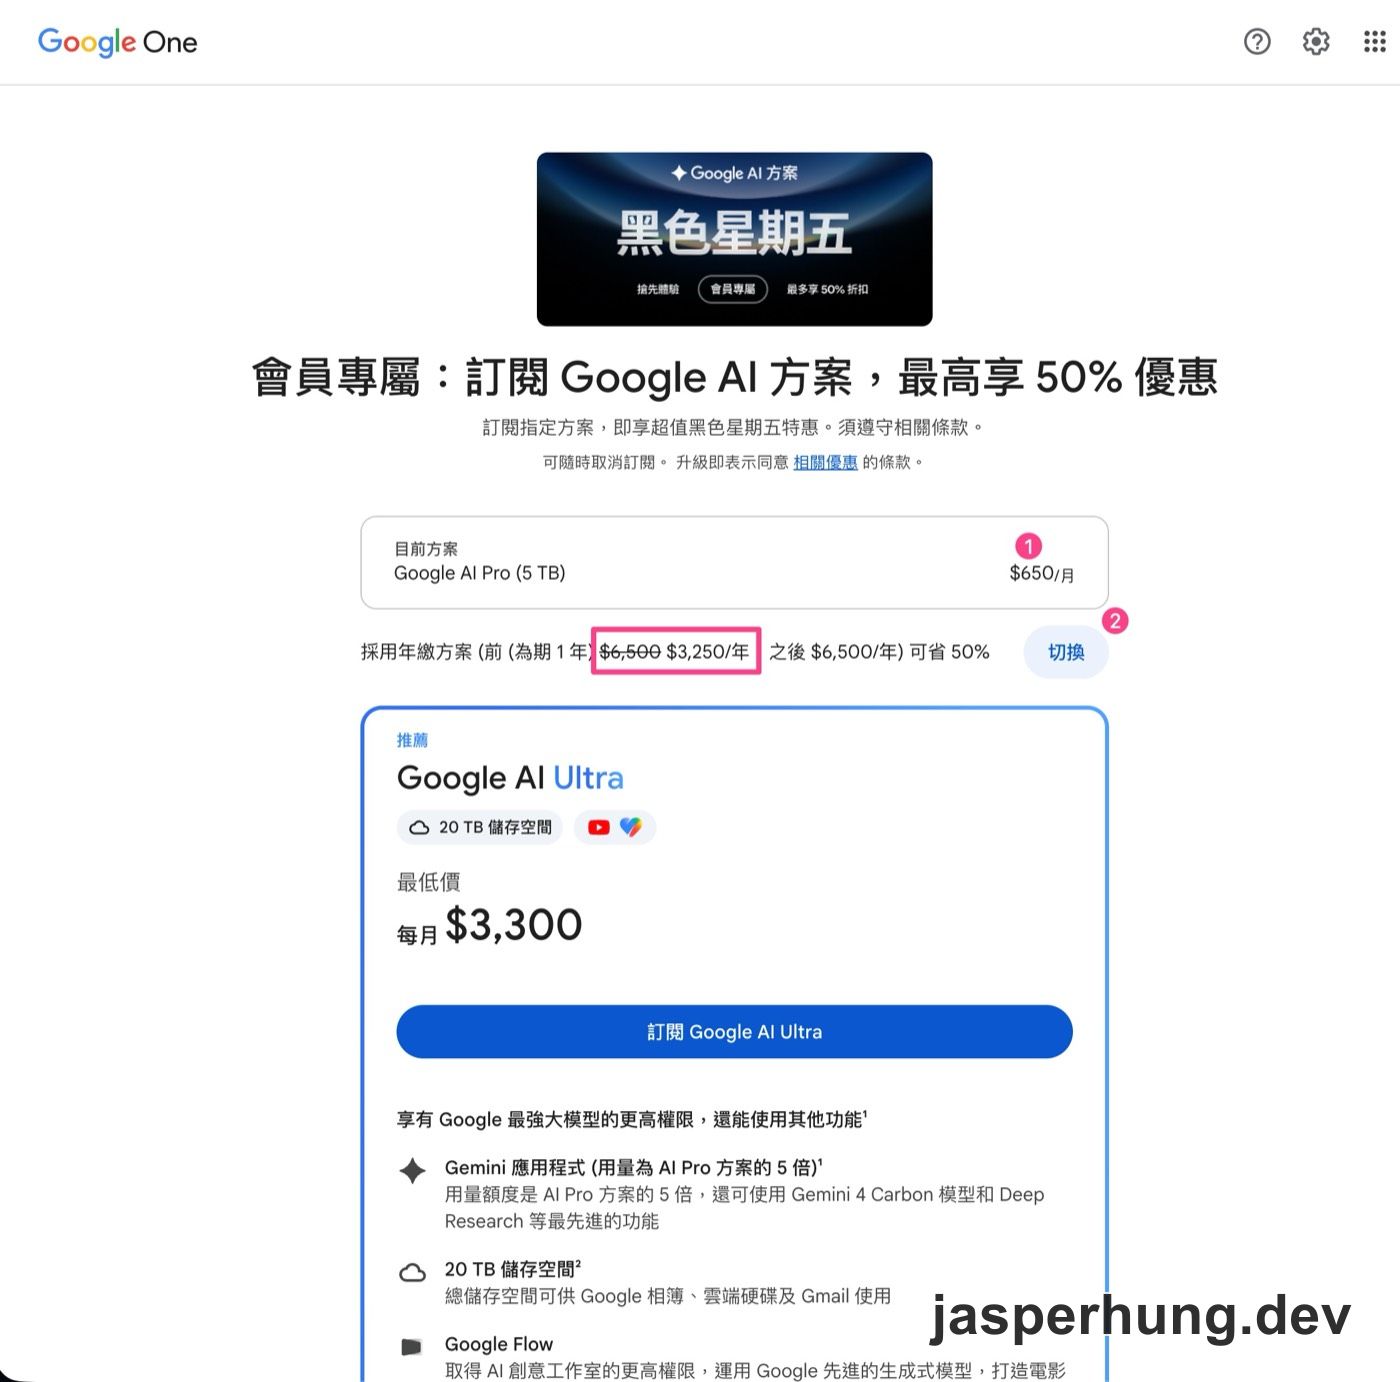 Google One
Google AI 方案
黑色星期五
搶先體驗 會員專屬 最多享 50% 折扣
會員專屬：訂閱 Google AI 方案，最高享 50% 優惠
訂閱指定方案，即享超值黑色星期五特惠。須遵守相關條款。
可隨時取消訂閱。 升級即表示同意 相關優惠 的條款。
目前方案
1
Google AI Pro (5 TB)
$650/月
2
採用年繳方案 (前 (為期 1 年) $6,500 $3,250/年 之後 $6,500/年) 可省 50%
切換
推薦
Google AI Ultra
20 TB 儲存空間
最低價
每月 $3,300
訂閱 Google AI Ultra
享有 Google 最強大模型的更高權限，還能使用其他功能¹
Gemini 應用程式 (用量為 AI Pro 方案的 5 倍)¹
用量額度是 AI Pro 方案的 5 倍，還可使用 Gemini 4 Carbon 模型和 Deep
Research 等最先進的功能
20 TB 儲存空間²
總儲存空間可供 Google 相簿、雲端硬碟及 Gmail 使用
Google Flow
取得 AI 創意工作室的更高權限，運用 Google 先進的生成式模型，打造電影
jasperhung.dev